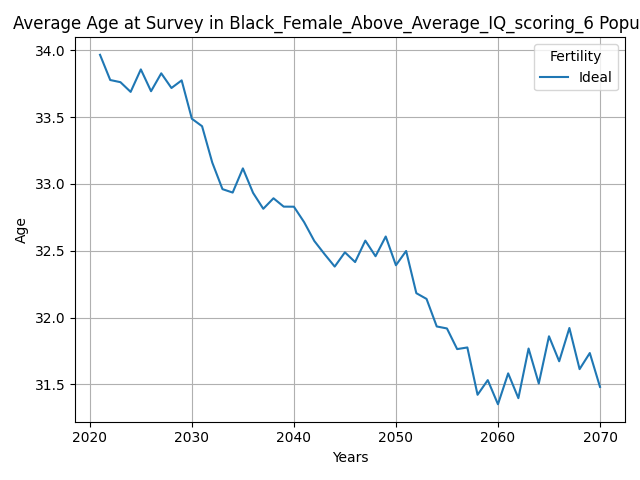 Average Age at Survey in Black_Female_Above_Average_IQ_scoring_6 Popu
Fertility
Ideal
34.0
33.5
33.0
32.5
32.0
31.5
Age
2020 2030 2040 2050 2060 2070
Years